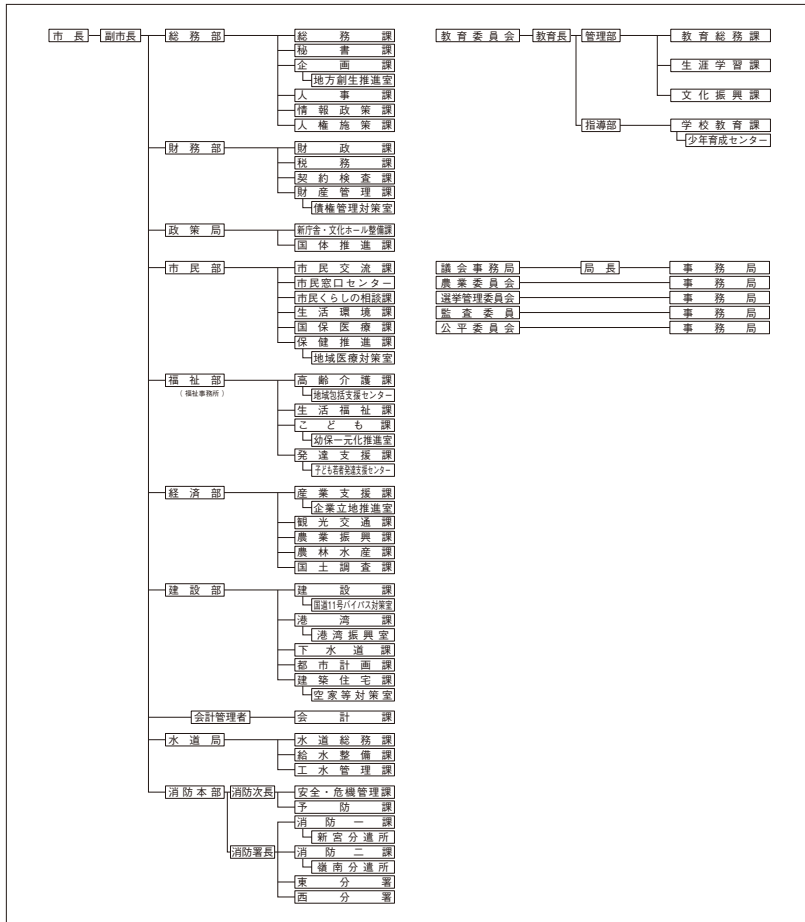 市長 副市長 総務部 総務課
秘書課
企画課
地方創生推進室
人事課
情報政策課
人権施策課
財務部 財政課
税務課
契約検査課
財産管理課
債権管理対策室
政策局 新庁舎・文化ホール整備課
国体推進課
市民部 市民交流課
市民窓口センター
市民くらしの相談課
生活環境課
国保医療課
保健推進課
地域医療対策室
福祉部 高齢介護課
(福祉事務所) 地域包括支援センター
生活福祉課
こども課
幼保一元化推進室
発達支援課
子ども若者発達支援センター
経済部 産業支援課
企業立地推進室
観光交通課
農業振興課
農林水産課
国土調査課
建設部 建設課
国道11号バイパス対策室
港湾課
港湾振興室
下水道課
都市計画課
建築住宅課
空家等対策室
会計管理者 会計課
水道局 水道総務課
給水整備課
工水管理課
消防本部 消防次長 安全・危機管理課
予防課
消防一課
新宮分遣所
消防署長 消防二課
嶺南分遣所
東分署
西分署
教育委員会 教育長 管理部 教育総務課
生涯学習課
文化振興課
指導部 学校教育課
少年育成センター
議会事務局 局長 事務局
農業委員会 事務局
選挙管理委員会 事務局
監査委員 事務局
公平委員会 事務局